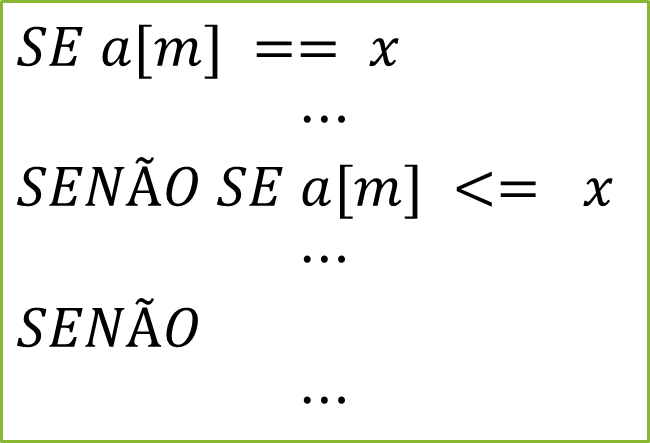 SE a[m] == x
...
SENÃO SE a[m] <= x
...
SENÃO
...